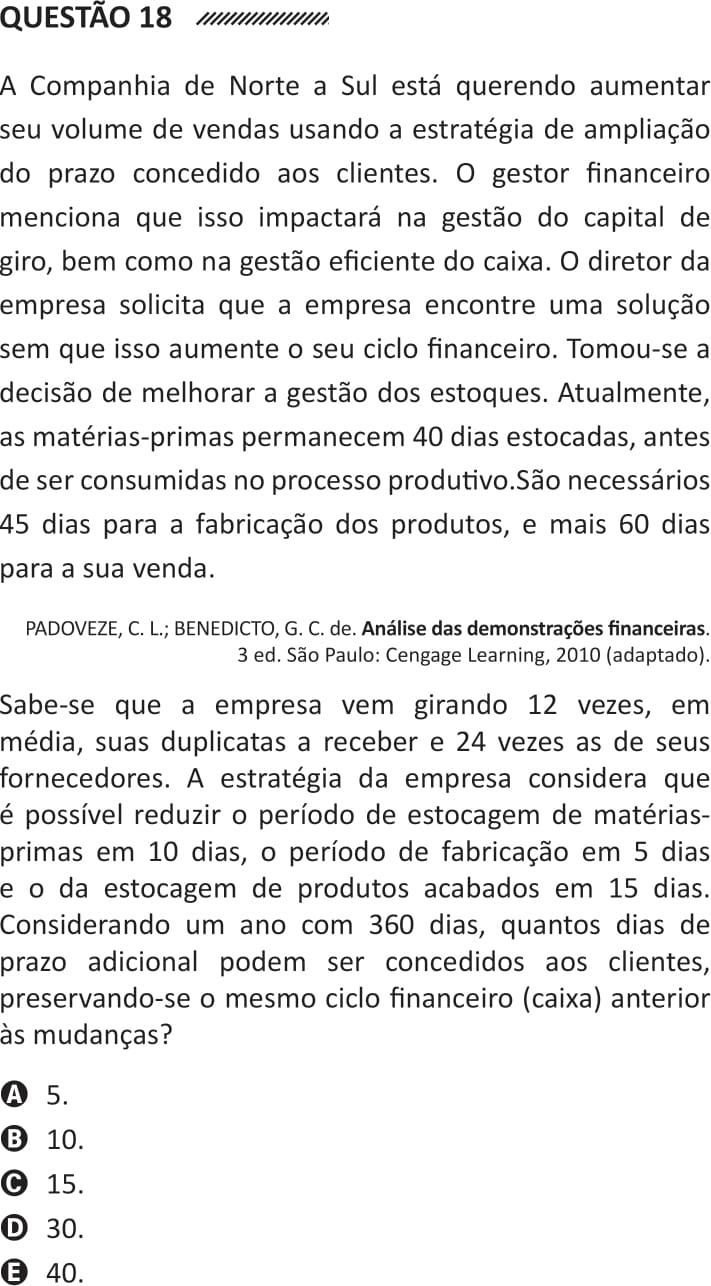 QUESTÃO 18
A Companhia de Norte a Sul está querendo aumentar
seu volume de vendas usando a estratégia de ampliação
do prazo concedido aos clientes. O gestor financeiro
menciona que isso impactará na gestão do capital de
giro, bem como na gestão eficiente do caixa. O diretor da
empresa solicita que a empresa encontre uma solução
sem que isso aumente o seu ciclo financeiro. Tomou-se a
decisão de melhorar a gestão dos estoques. Atualmente,
as matérias-primas permanecem 40 dias estocadas, antes
de ser consumidas no processo produtivo.São necessários
45 dias para a fabricação dos produtos, e mais 60 dias
para a sua venda.
PADOVEZE, C. L.; BENEDICTO, G. C. de. Análise das demonstrações financeiras.
3 ed. São Paulo: Cengage Learning, 2010 (adaptado).
Sabe-se que a empresa vem girando 12 vezes, em
média, suas duplicatas a receber e 24 vezes as de seus
fornecedores. A estratégia da empresa considera que
é possível reduzir o período de estocagem de matérias-
primas em 10 dias, o período de fabricação em 5 dias
e o da estocagem de produtos acabados em 15 dias.
Considerando um ano com 360 dias, quantos dias de
prazo adicional podem ser concedidos aos clientes,
preservando-se o mesmo ciclo financeiro (caixa) anterior
às mudanças?
A 5.
B 10.
C 15.
D 30.
E 40.